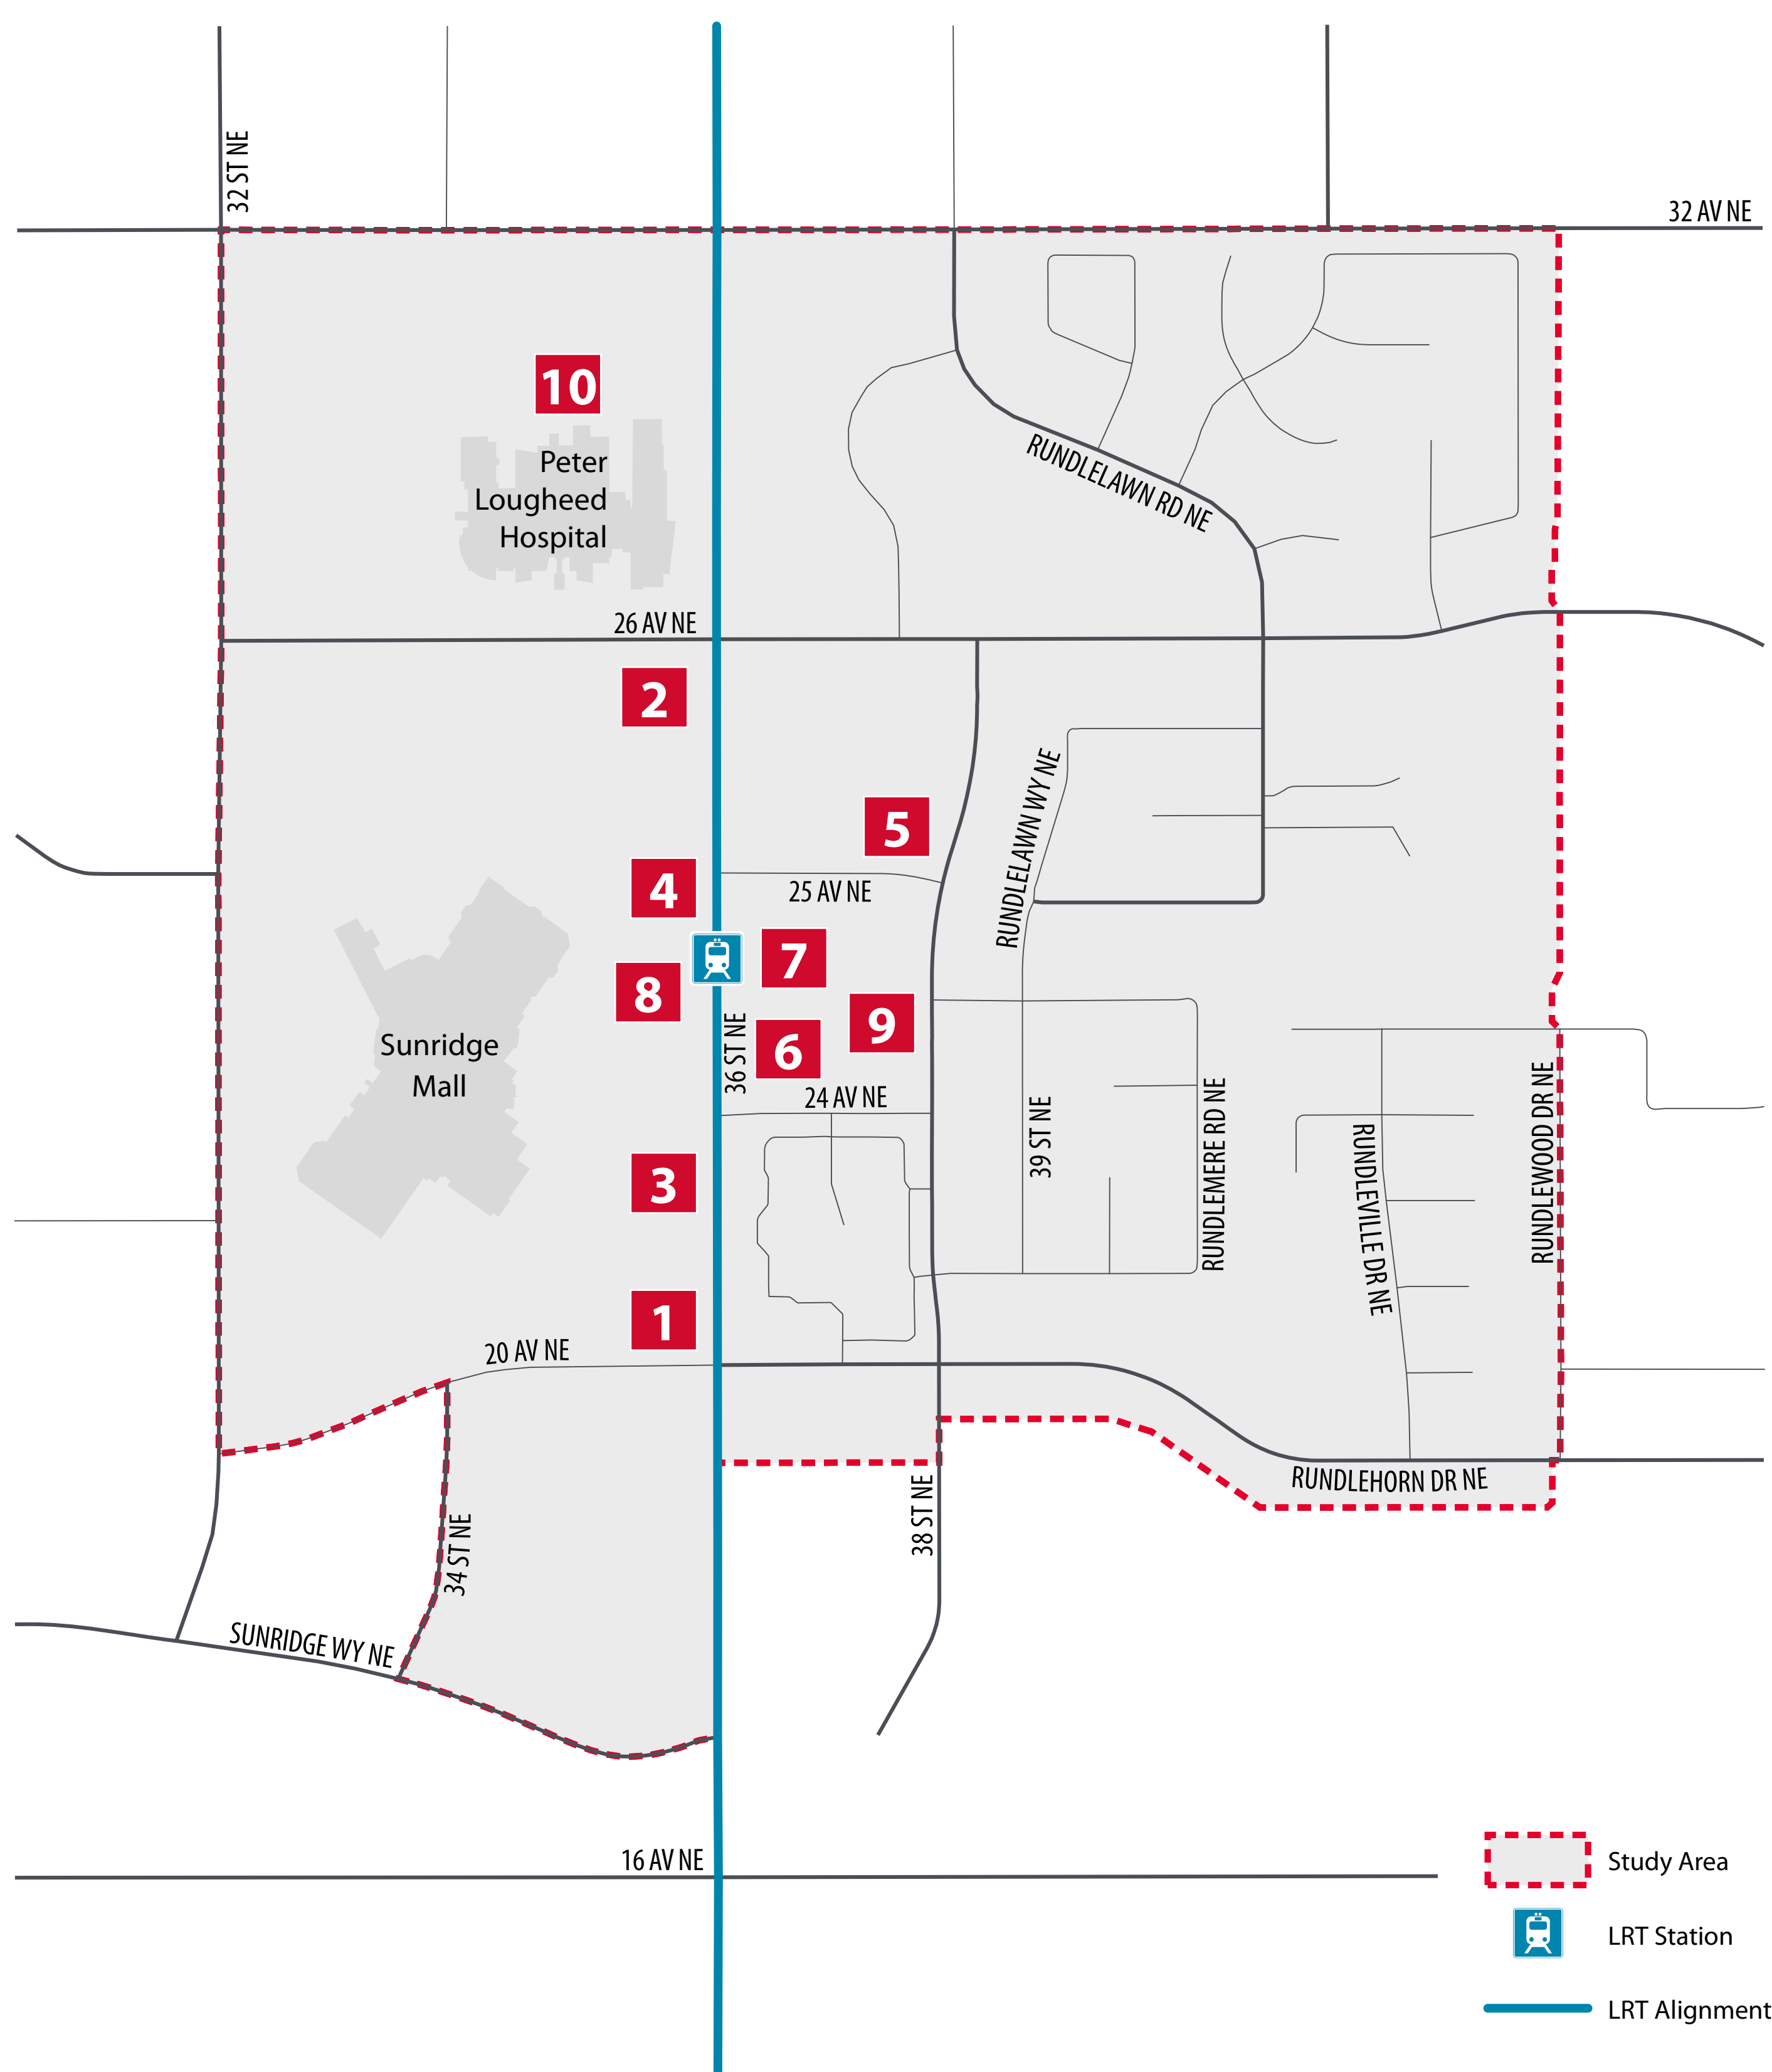 32 ST NE
32 AV NE
10
Peter
Lougheed
Hospital
RUNDLELAWN RD NE
26 AV NE
2
RUNDLELAWN WY NE
5
4
25 AV NE
7
8
9
36 ST NE
6
Sunridge
Mall
24 AV NE
39 ST NE
RUNDLEMERE RD NE
RUNDLEVILLE DR NE
RUNDLEWOOD DR NE
3
1
20 AV NE
RUNDLEHORN DR NE
38 ST NE
34 ST NE
SUNRIDGE WY NE
16 AV NE
Study Area
LRT Station
LRT Alignment